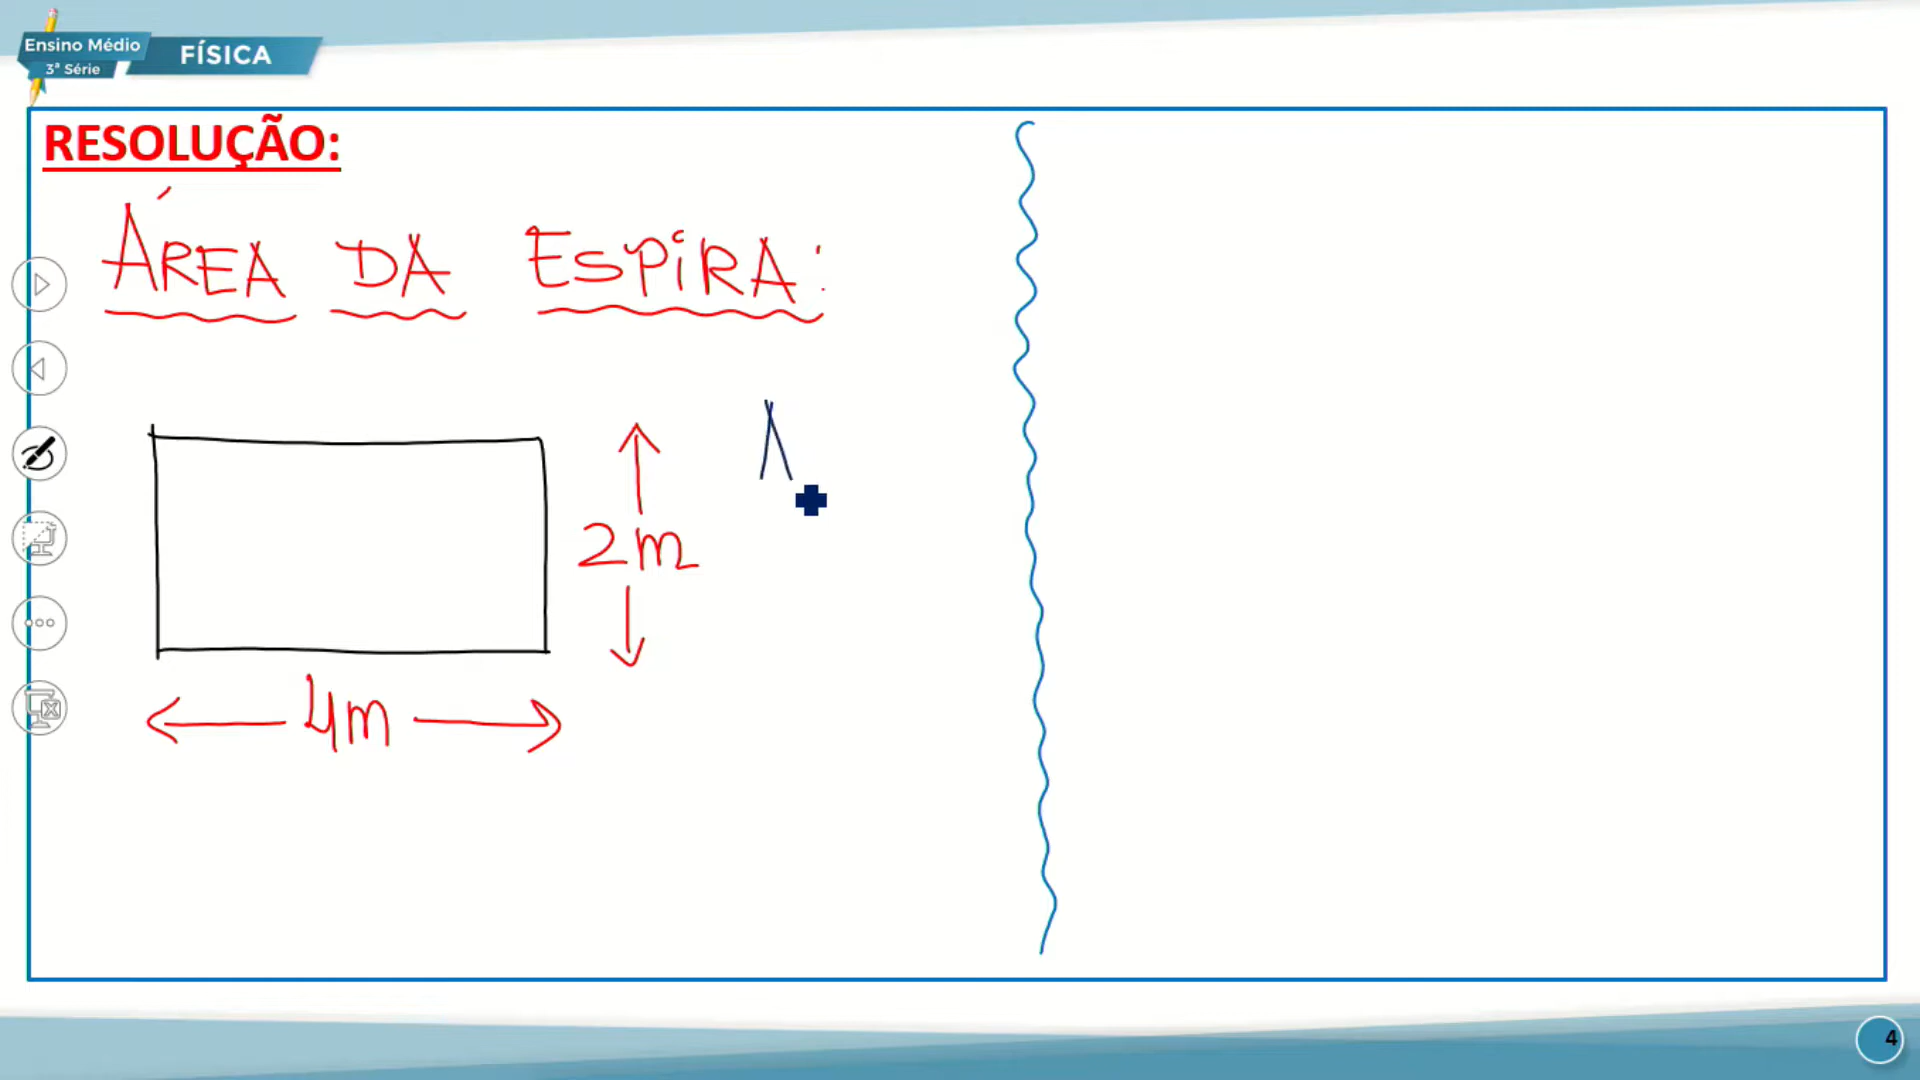 Ensino Médio
3ª Série
FÍSICA
RESOLUÇÃO:
ÁREA DA ESPIRA:
2m
4m
4